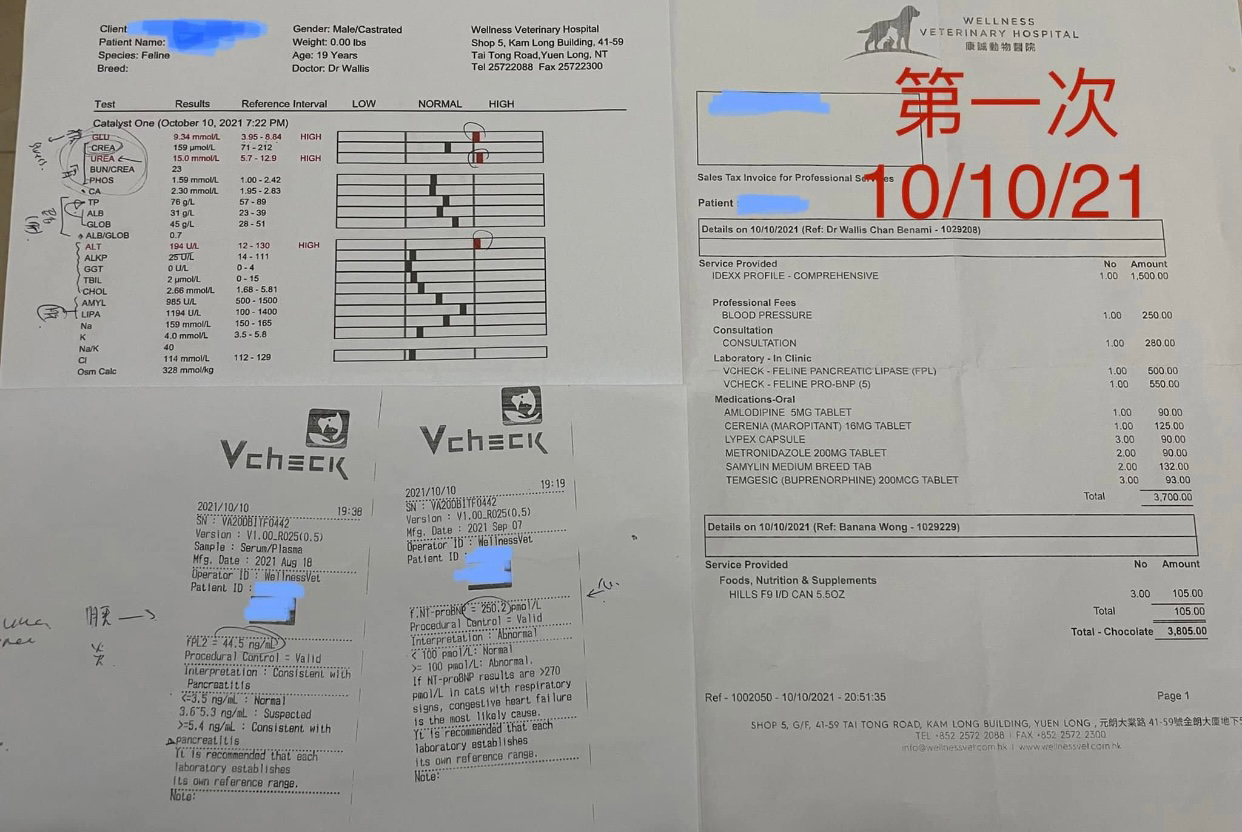 Client
Patient Name:
Species: Feline
Breed:
Gender: Male/Castrated
Weight: 0.00 lbs
Age: 19 Years
Doctor: Dr Wallis
Wellness Veterinary Hospital
Shop 5, Kam Long Building, 41-59
Tai Tong Road,Yuen Long, NT
Tel 25722088 Fax 25722300
Test Results Reference Interval LOW NORMAL HIGH
Catalyst One (October 10, 2021 7:22 PM)
GLU 9.34 mmol/L 3.95 - 8.84 HIGH
CREA 159 µmol/L 71 - 212
UREA 15.0 mmol/L 5.7 - 12.9 HIGH
BUN/CREA 23
PHOS 1.59 mmol/L 1.00 - 2.42
CA 2.30 mmol/L 1.95 - 2.83
TP 76 g/L 57 - 89
ALB 31 g/L 23 - 39
GLOB 45 g/L 28 - 51
ALB/GLOB 0.7
ALT 194 U/L 12 - 130 HIGH
ALKP 25 U/L 14 - 111
GGT 0 U/L 0 - 4
TBIL 2 µmol/L 0 - 15
CHOL 2.66 mmol/L 1.68 - 5.81
AMYL 985 U/L 500 - 1500
LIPA 1194 U/L 100 - 1400
Na 159 mmol/L 150 - 165
K 4.0 mmol/L 3.5 - 5.8
Na/K 40
Cl 114 mmol/L 112 - 129
Osm Calc 328 mmol/kg
Vcheck
2021/10/10 19:38
SN : VA200BIYF0442
Version : V1.00_R025(0.5)
Sample : Serum/Plasma
Mfg. Date : 2021 Aug 18
Operator ID : WellnessVet
Patient ID :
fPL2 = 44.5 ng/mL
Procedural Control = Valid
Interpretation : Consistent with
Pancreatitis
<=3.5 ng/mL : Normal
3.6~5.3 ng/mL : Suspected
>=5.4 ng/mL : Consistent with
pancreatitis
It is recommended that each
laboratory establishes
its own reference range.
Note:
Vcheck
2021/10/10 19:19
SN : VA200BIYF0442
Version : V1.00_R025(0.5)
Mfg. Date : 2021 Sep 07
Operator ID : WellnessVet
Patient ID :
f.NT-proBNP = 250.2 pmol/L
Procedural Control = Valid
Interpretation : Abnormal
< 100 pmol/L: Normal
>= 100 pmol/L: Abnormal.
If NT-proBNP results are >270
pmol/L in cats with respiratory
signs, congestive heart failure
is the most likely cause.
It is recommended that each
laboratory establishes
its own reference range.
Note:
WELLNESS
VETERINARY HOSPITAL
康誠動物醫院
第一次
10/10/21
Sales Tax Invoice for Professional Services
Patient :
Details on 10/10/2021 (Ref: Dr Wallis Chan Benami - 1029208)
Service Provided No Amount
IDEXX PROFILE - COMPREHENSIVE 1.00 1,500.00
Professional Fees
BLOOD PRESSURE 1.00 250.00
Consultation
CONSULTATION 1.00 280.00
Laboratory - In Clinic
VCHECK - FELINE PANCREATIC LIPASE (FPL) 1.00 500.00
VCHECK - FELINE PRO-BNP (5) 1.00 550.00
Medications-Oral
AMLODIPINE 5MG TABLET 1.00 90.00
CERENIA (MAROPITANT) 16MG TABLET 1.00 125.00
LYPEX CAPSULE 3.00 90.00
METRONIDAZOLE 200MG TABLET 2.00 90.00
SAMYLIN MEDIUM BREED TAB 2.00 132.00
TEMGESIC (BUPRENORPHINE) 200MCG TABLET 3.00 93.00
Total 3,700.00
Details on 10/10/2021 (Ref: Banana Wong - 1029229)
Service Provided No Amount
Foods, Nutrition & Supplements
HILLS F9 I/D CAN 5.5OZ 3.00 105.00
Total 105.00
Total - Chocolate 3,805.00
Ref - 1002050 - 10/10/2021 - 20:51:35 Page 1
SHOP 5, G/F, 41-59 TAI TONG ROAD, KAM LONG BUILDING, YUEN LONG , 元朗大棠路 41-59號金朗大廈地下5
TEL +852 2572 2088 | FAX +852 2572 2300
info@wellnessvet.com.hk | www.wellnessvet.com.hk